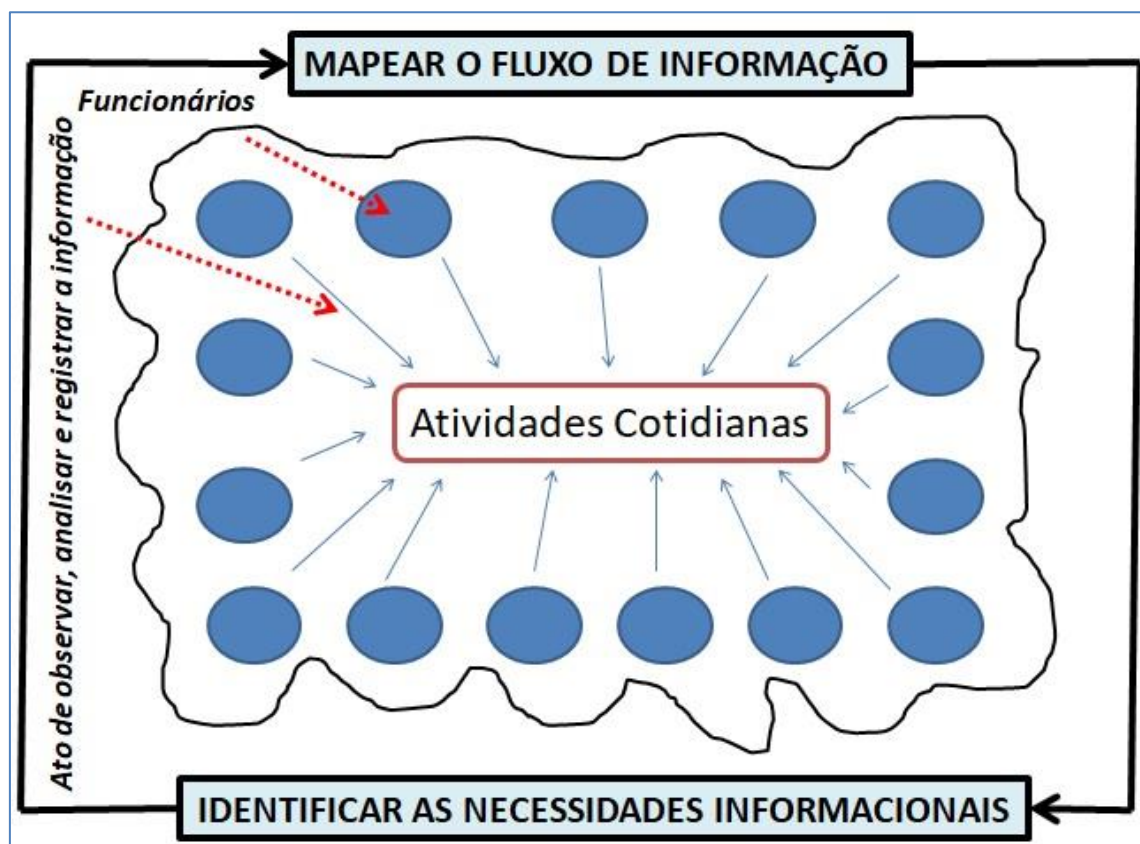 MAPEAR O FLUXO DE INFORMAÇÃO
Funcionários
Ato de observar, analisar e registrar a informação
Atividades Cotidianas
IDENTIFICAR AS NECESSIDADES INFORMACIONAIS